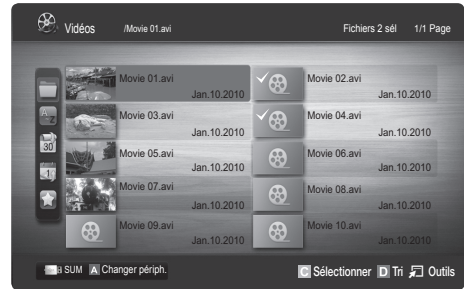 Vidéos /Movie 01.avi Fichiers 2 sél 1/1 Page
Movie 01.avi Movie 02.avi
Jan.10.2010 Jan.10.2010
Movie 03.avi Movie 04.avi
Jan.10.2010 Jan.10.2010
Movie 05.avi Movie 06.avi
Jan.10.2010 Jan.10.2010
Movie 07.avi Movie 08.avi
Jan.10.2010 Jan.10.2010
Movie 09.avi Movie 10.avi
Jan.10.2010 Jan.10.2010
SUM A Changer périph. C Sélectionner D Tri Outils